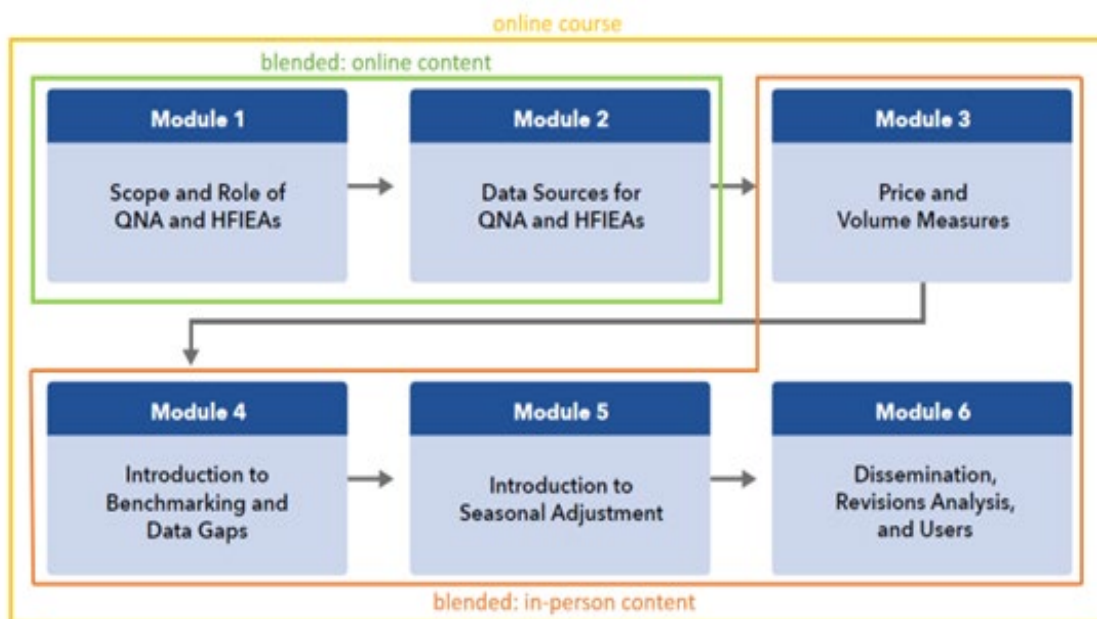 online course
blended: online content
Module 1
Scope and Role of
QNA and HFIEAs
Module 2
Data Sources for
QNA and HFIEAs
Module 3
Price and
Volume Measures
Module 4
Introduction to
Benchmarking and
Data Gaps
Module 5
Introduction to
Seasonal Adjustment
Module 6
Dissemination,
Revisions Analysis,
and Users
blended: in-person content